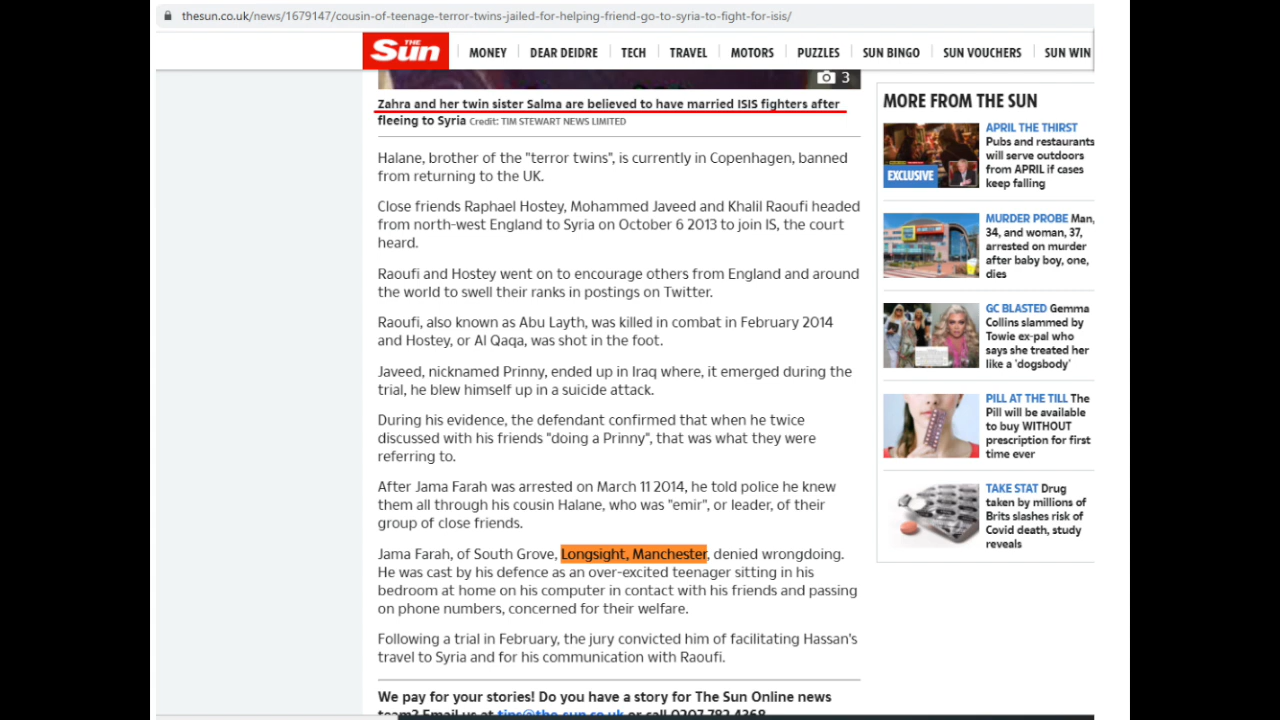 thesun.co.uk/news/1679147/cousin-of-teenage-terror-twins-jailed-for-helping-friend-go-to-syria-to-fight-for-isis/
THE Sun
MONEY
DEAR DEIDRE
TECH
TRAVEL
MOTORS
PUZZLES
SUN BINGO
SUN VOUCHERS
SUN WIN
3
Zahra and her twin sister Salma are believed to have married ISIS fighters after
fleeing to Syria Credit: TIM STEWART NEWS LIMITED
Halane, brother of the "terror twins", is currently in Copenhagen, banned
from returning to the UK.
Close friends Raphael Hostey, Mohammed Javeed and Khalil Raoufi headed
from north-west England to Syria on October 6 2013 to join IS, the court
heard.
Raoufi and Hostey went on to encourage others from England and around
the world to swell their ranks in postings on Twitter.
Raoufi, also known as Abu Layth, was killed in combat in February 2014
and Hostey, or Al Qaqa, was shot in the foot.
Javeed, nicknamed Prinny, ended up in Iraq where, it emerged during the
trial, he blew himself up in a suicide attack.
During his evidence, the defendant confirmed that when he twice
discussed with his friends "doing a Prinny", that was what they were
referring to.
After Jama Farah was arrested on March 11 2014, he told police he knew
them all through his cousin Halane, who was "emir", or leader, of their
group of close friends.
Jama Farah, of South Grove, Longsight, Manchester, denied wrongdoing.
He was cast by his defence as an over-excited teenager sitting in his
bedroom at home on his computer in contact with his friends and passing
on phone numbers, concerned for their welfare.
Following a trial in February, the jury convicted him of facilitating Hassan's
travel to Syria and for his communication with Raoufi.
We pay for your stories! Do you have a story for The Sun Online news
team? Email us at tips@the-sun.co.uk or call 0207 782 4368
MORE FROM THE SUN
EXCLUSIVE
APRIL THE THIRST
Pubs and restaurants
will serve outdoors
from APRIL if cases
keep falling
MURDER PROBE Man,
34, and woman, 37,
arrested on murder
after baby boy, one,
dies
GC BLASTED Gemma
Collins slammed by
Towie ex-pal who
says she treated her
like a 'dogsbody'
PILL AT THE TILL The
Pill will be available
to buy WITHOUT
prescription for first
time ever
TAKE STAT Drug
taken by millions of
Brits slashes risk of
Covid death, study
reveals